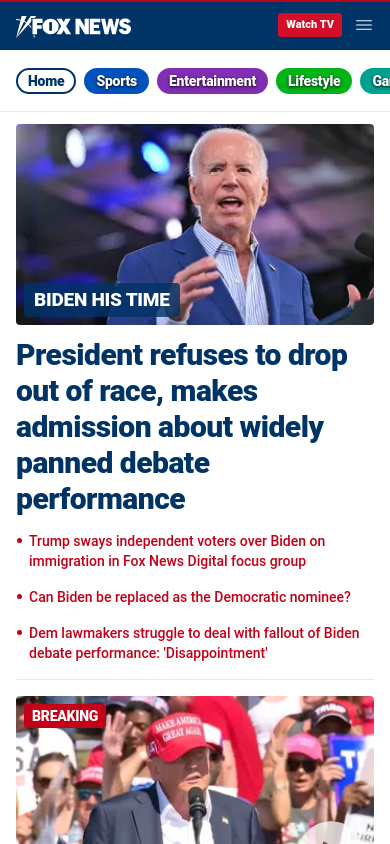 FOX NEWS
Watch TV
Home
Sports
Entertainment
Lifestyle
BIDEN HIS TIME
President refuses to drop
out of race, makes
admission about widely
panned debate
performance
Trump sways independent voters over Biden on
immigration in Fox News Digital focus group
Can Biden be replaced as the Democratic nominee?
Dem lawmakers struggle to deal with fallout of Biden
debate performance: 'Disappointment'
BREAKING
MAKE AMERICA
GREAT AGAIN